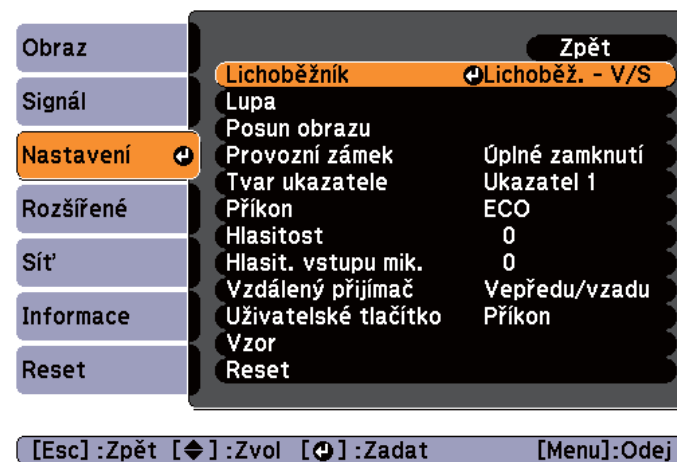 Obraz
Signál
Nastavení
Rozšířené
Síť
Informace
Reset
Zpět
Lichoběžník Lichoběž. - V/S
Lupa
Posun obrazu
Provozní zámek Úplné zamknutí
Tvar ukazatele Ukazatel 1
Příkon ECO
Hlasitost 0
Hlasit. vstupu mik. 0
Vzdálený přijímač Vepředu/vzadu
Uživatelské tlačítko Příkon
Vzor
Reset
[Esc] :Zpět [◆] :Zvol [⏎] :Zadat [Menu]:Odej